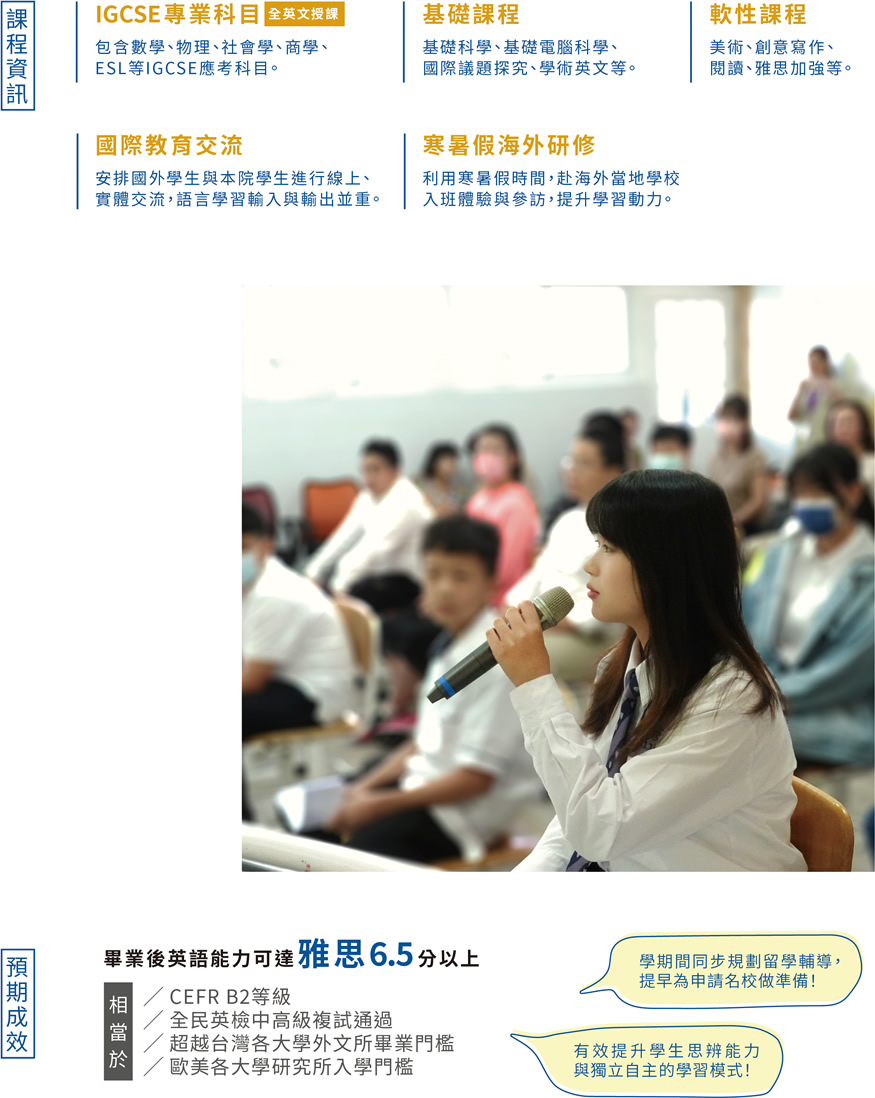 課程資訊
IGCSE專業科目 全英文授課
包含數學、物理、社會學、商學、
ESL等IGCSE應考科目。
基礎課程
基礎科學、基礎電腦科學、
國際議題探究、學術英文等。
軟性課程
美術、創意寫作、
閱讀、雅思加強等。
國際教育交流
安排國外學生與本院學生進行線上、
實體交流,語言學習輸入與輸出並重。
寒暑假海外研修
利用寒暑假時間,赴海外當地學校
入班體驗與參訪,提升學習動力。
預期成效
畢業後英語能力可達雅思6.5分以上
相當於
/ CEFR B2等級
/ 全民英檢中高級複試通過
/ 超越台灣各大學外文所畢業門檻
/ 歐美各大學研究所入學門檻
學期間同步規劃留學輔導,
提早為申請名校做準備!
有效提升學生思辨能力
與獨立自主的學習模式!